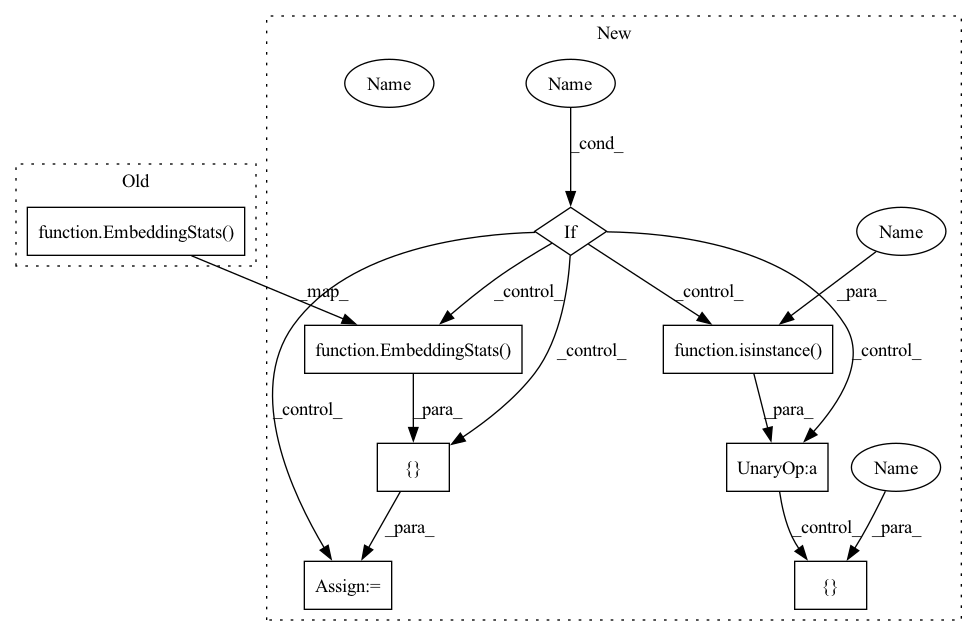 New
Name
Name
_cond_
Old
function.EmbeddingStats()
If
Name
_map_
_control_
_control_
_para_
function.EmbeddingStats()
_control_
function.isinstance()
_control_
_control_
_para_
_para_
{}
UnaryOp:a
Name
_para_
_control_
_para_
Assign:=
{}